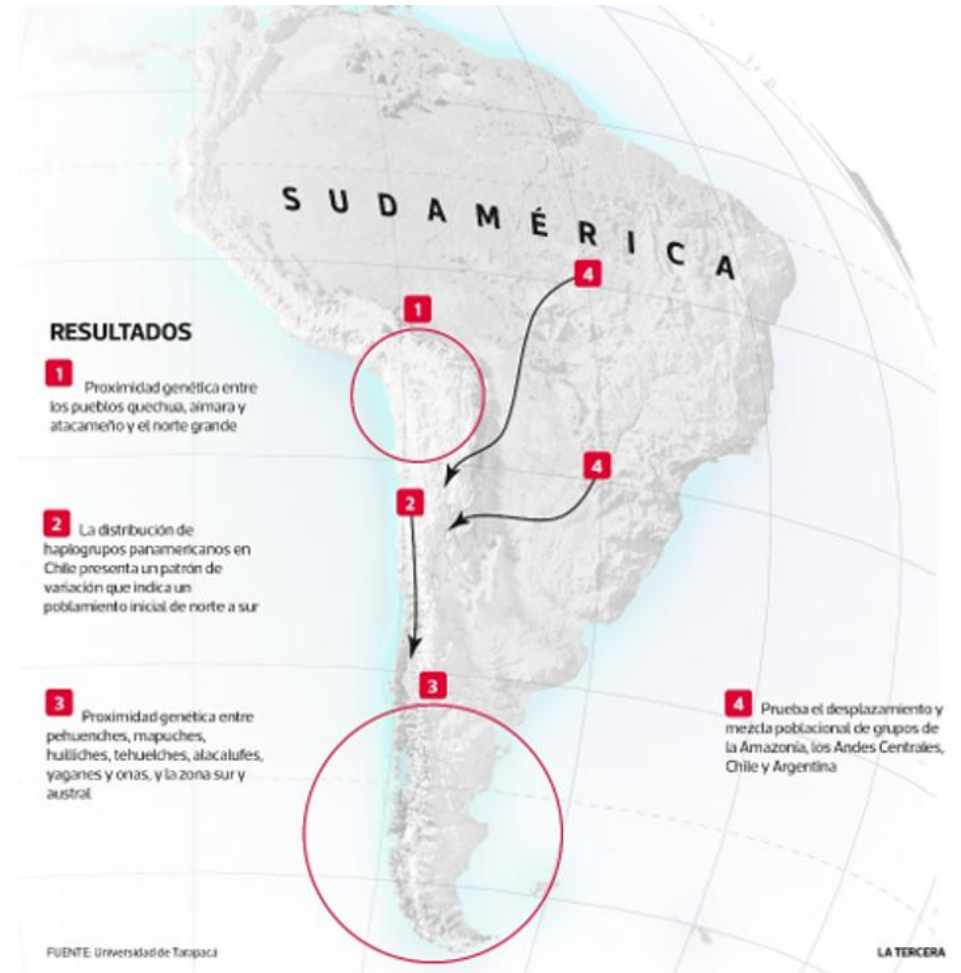 SUDAMÉRICA
4
1
RESULTADOS
1 Proximidad genética entre
los pueblos quechua, aimara y
atacameño y el norte grande
4
2
2 La distribución de
haplogrupos panamericanos en
Chile presenta un patrón de
variación que indica un
poblamiento inicial de norte a sur
3
3 Proximidad genética entre
pehuenches, mapuches,
huilliches, tehuelches, alacalufes,
yaganes y onas, y la zona sur y
austral
4 Prueba el desplazamiento y
mezcla poblacional de grupos de
la Amazonía, los Andes Centrales,
Chile y Argentina
FUENTE: Universidad de Tarapacá
LA TERCERA